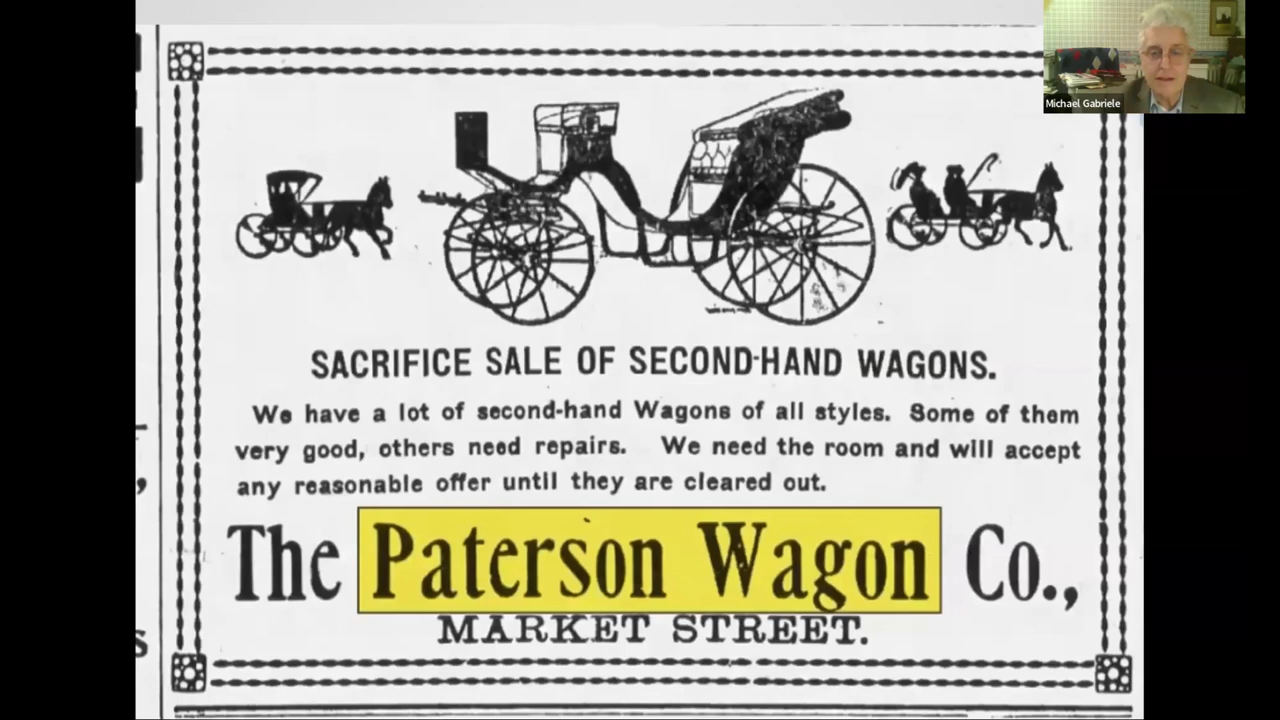 Michael Gabriele
SACRIFICE SALE OF SECOND-HAND WAGONS.
We have a lot of second-hand Wagons of all styles. Some of them
very good, others need repairs. We need the room and will accept
any reasonable offer until they are cleared out.
The Paterson Wagon Co.,
MARKET STREET.